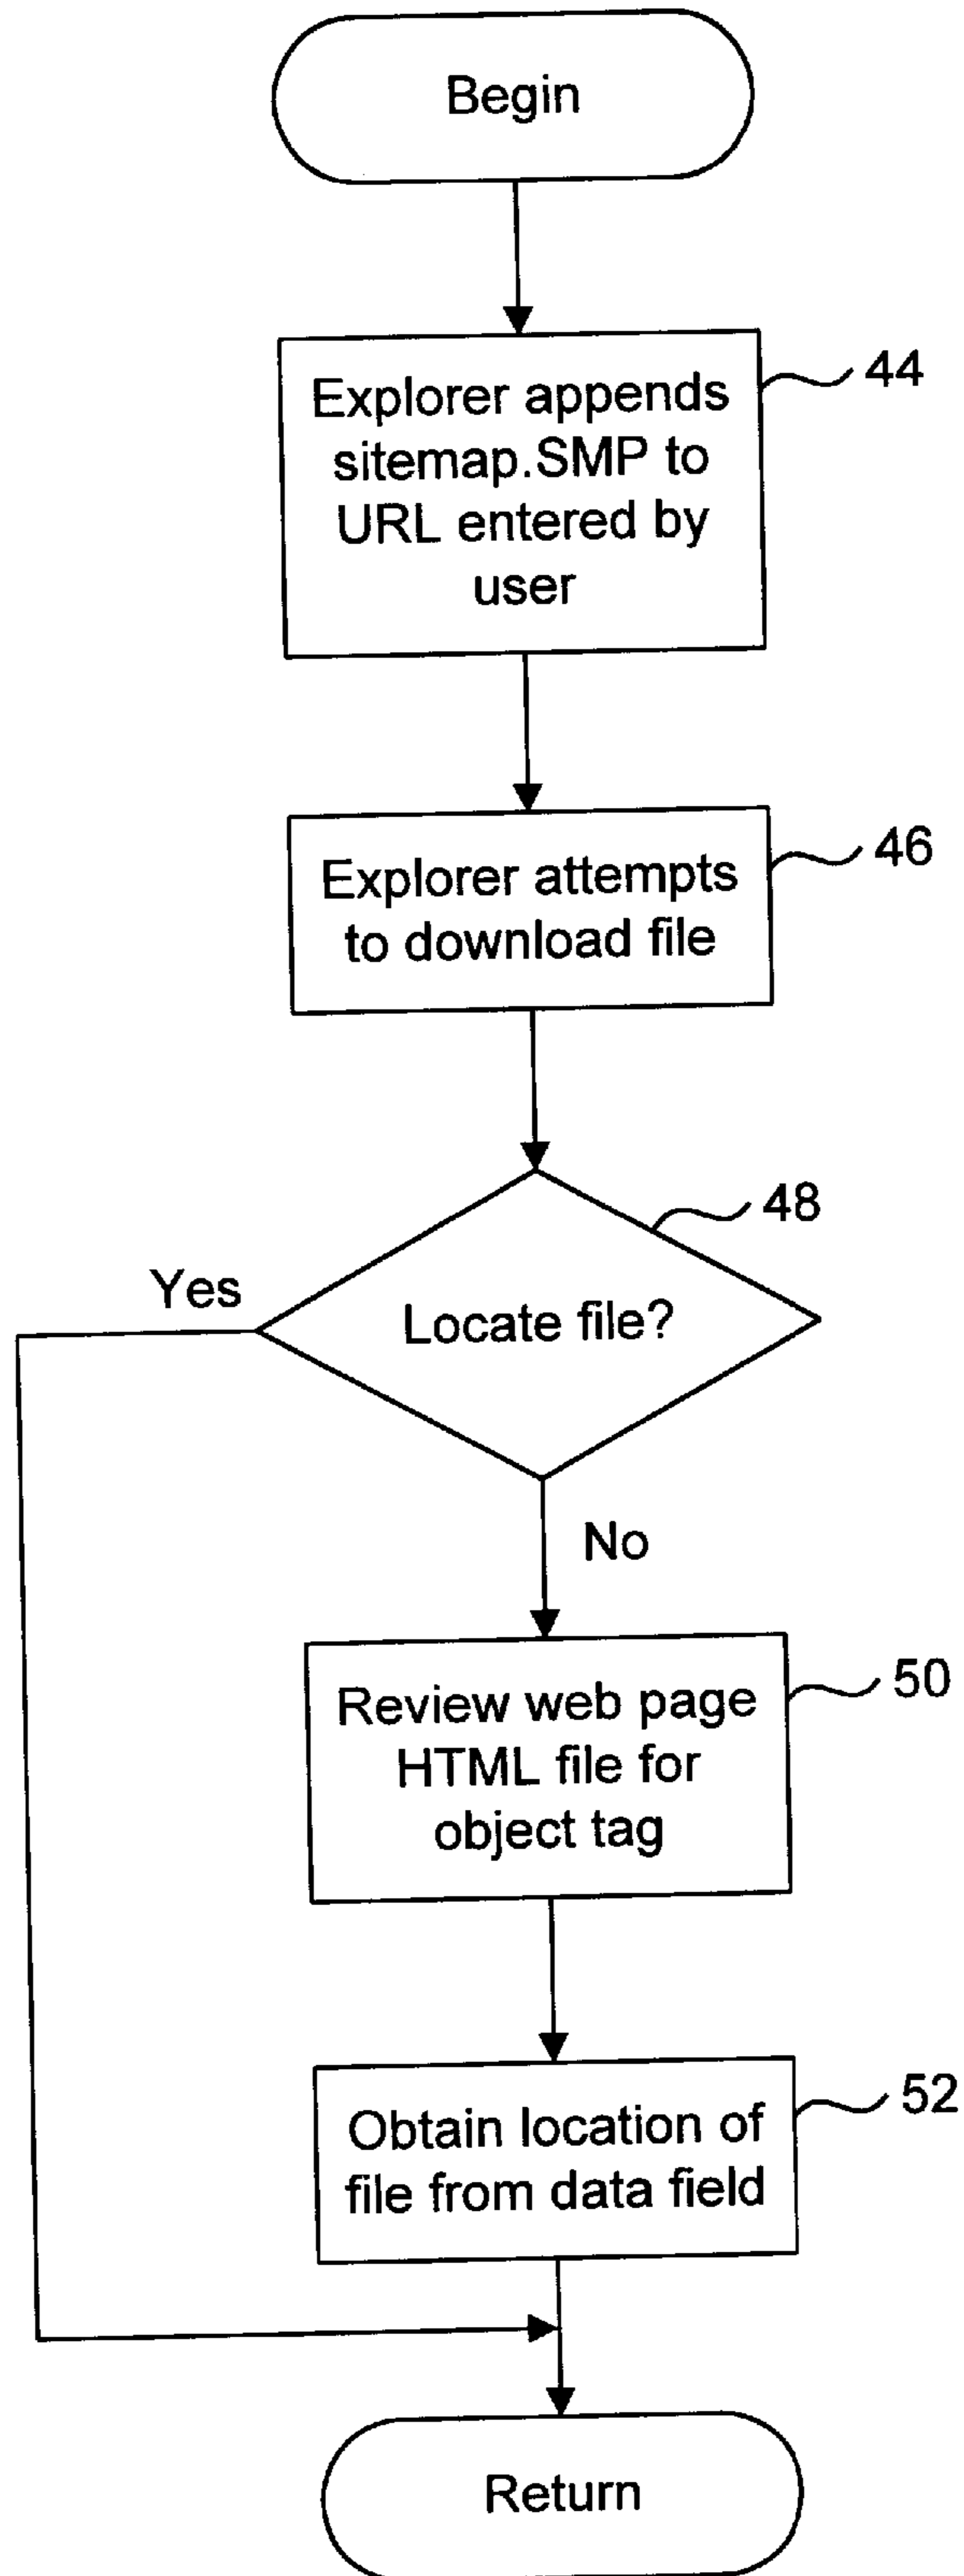 Begin
Explorer appends
sitemap.SMP to
URL entered by
user
44
Explorer attempts
to download file
46
Locate file?
48
Yes
No
Review web page
HTML file for
object tag
50
Obtain location of
file from data field
52
Return